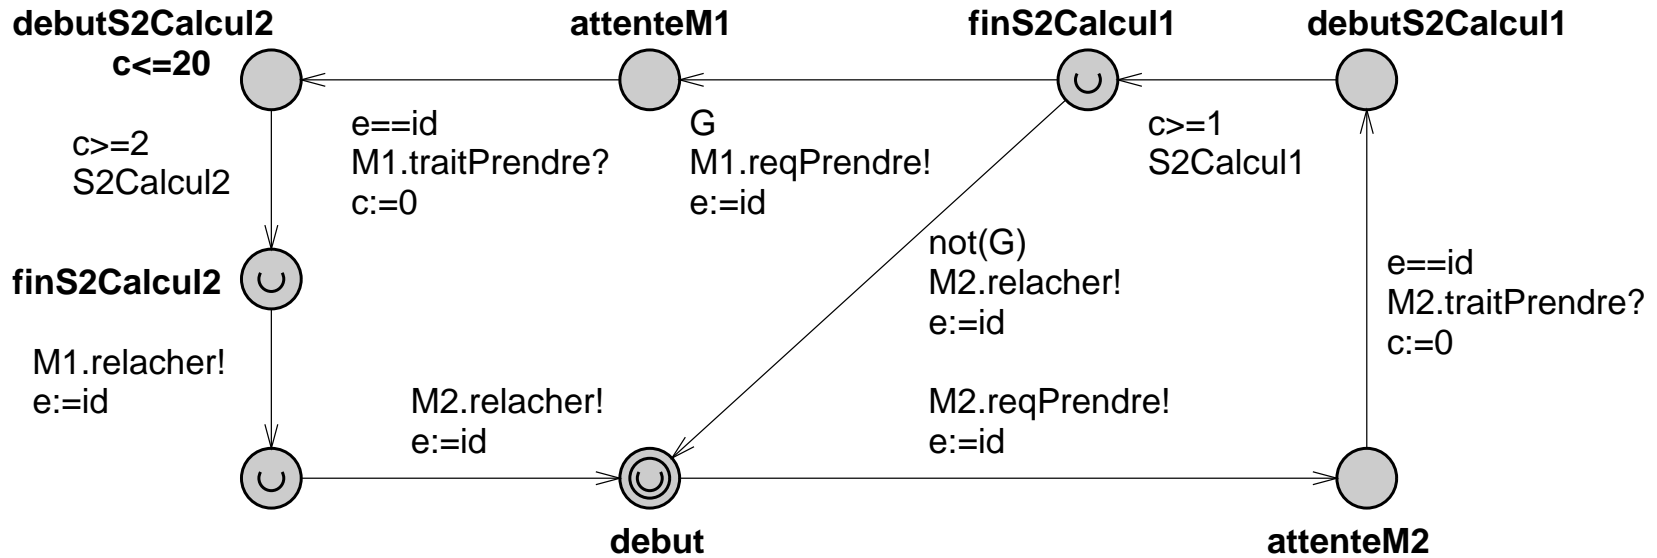 debutS2Calcul2
c<=20
attenteM1
finS2Calcul1
debutS2Calcul1
c>=2
S2Calcul2
e==id
M1.traitPrendre?
c:=0
G
M1.reqPrendre!
e:=id
c>=1
S2Calcul1
not(G)
M2.relacher!
e:=id
e==id
M2.traitPrendre?
c:=0
finS2Calcul2
M1.relacher!
e:=id
M2.relacher!
e:=id
M2.reqPrendre!
e:=id
debut
attenteM2